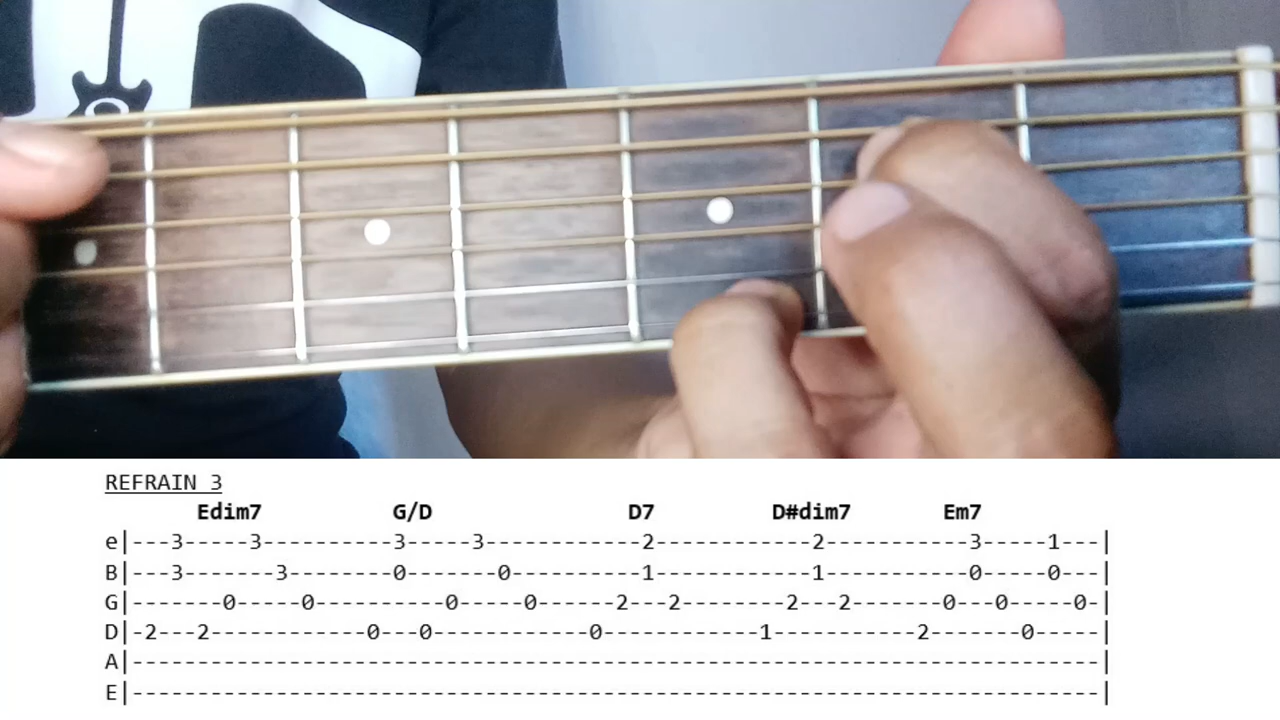 REFRAIN 3
       Edim7          G/D               D7         D#dim7       Em7
e|---3-----3----------3-----3------------2------------2-----------3-----1---|
B|---3-------3--------0-------0----------1------------1-----------0-----0---|
G|-------0-----0----------0-----0------2---2--------2---2-------0---0-----0-|
D|-2---2------------0---0------------0------------1-----------2-------0-----|
A|--------------------------------------------------------------------------|
E|--------------------------------------------------------------------------|